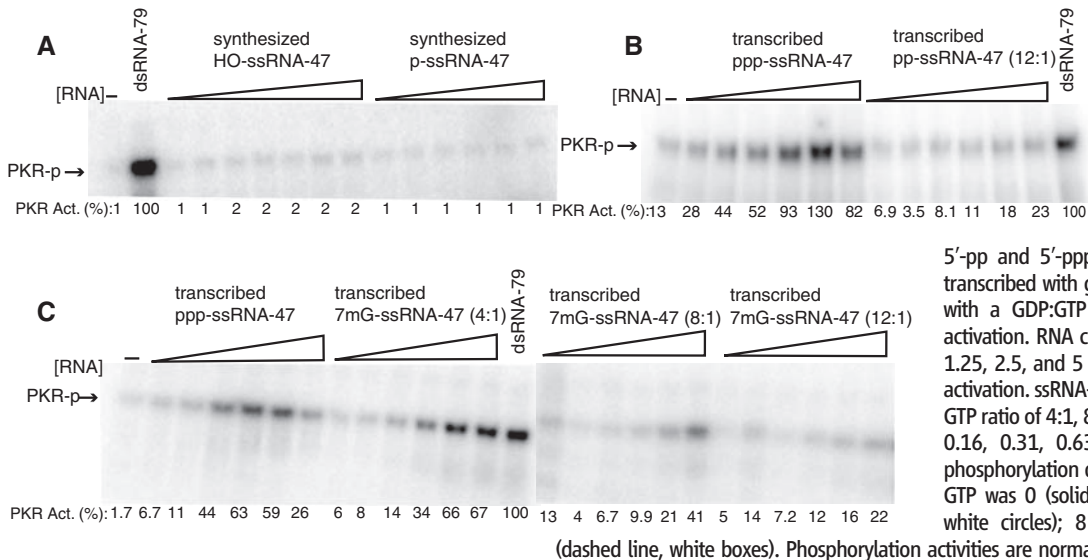 A
dsRNA-79
synthesized
HO-ssRNA-47
synthesized
p-ssRNA-47
[RNA] –
PKR-p →
PKR Act. (%):1 100 1 1 2 2 2 2 2 1 1 1 1 1 1
B
transcribed
ppp-ssRNA-47
transcribed
pp-ssRNA-47 (12:1)
dsRNA-79
[RNA] –
PKR-p →
PKR Act. (%):13 28 44 52 93 130 82 6.9 3.5 8.1 11 18 23 100
C
transcribed
ppp-ssRNA-47
transcribed
7mG-ssRNA-47 (4:1)
dsRNA-79
transcribed
7mG-ssRNA-47 (8:1)
transcribed
7mG-ssRNA-47 (12:1)
–
[RNA]
PKR-p→
PKR Act. (%): 1.7 6.7 11 44 63 59 26 6 8 14 34 66 67 100 13 4 6.7 9.9 21 41 5 14 7.2 12 16 22
5′-pp and 5′-ppp
transcribed with g
with a GDP:GTP
activation. RNA c
1.25, 2.5, and 5
activation. ssRNA-
GTP ratio of 4:1, 8
0.16, 0.31, 0.63
phosphorylation o
GTP was 0 (solid
white circles); 8
(dashed line, white boxes). Phosphorylation activities are norma